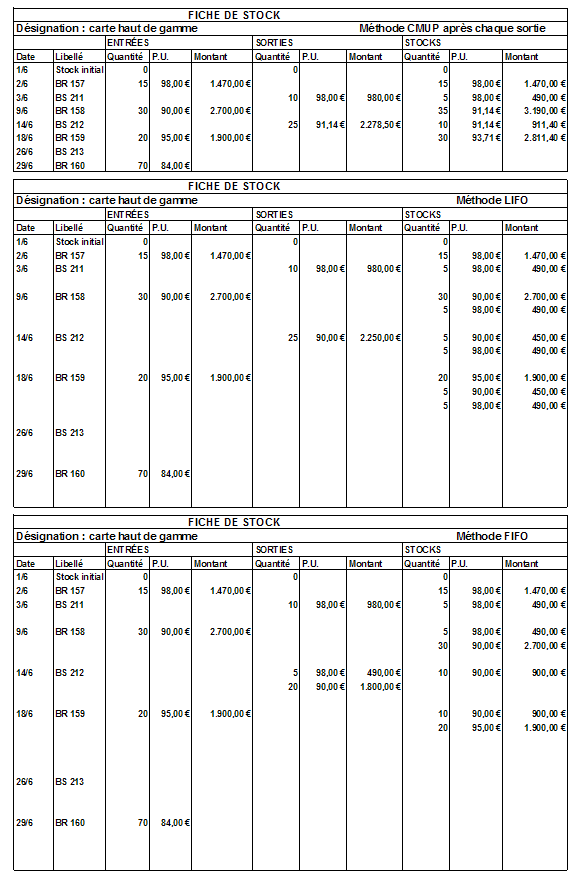 FICHE DE STOCK
Désignation : carte haut de gamme Méthode CMUP après chaque sortie
ENTRÉES SORTIES STOCKS
Date Libellé Quantité P.U. Montant Quantité P.U. Montant Quantité P.U. Montant
1/6 Stock initial 0 0 0
2/6 BR 157 15 98,00 € 1.470,00 € 15 98,00 € 1.470,00 €
3/6 BS 211 10 98,00 € 980,00 € 5 98,00 € 490,00 €
9/6 BR 158 30 90,00 € 2.700,00 € 35 91,14 € 3.190,00 €
14/6 BS 212 25 91,14 € 2.278,50 € 10 91,14 € 911,40 €
18/6 BR 159 20 95,00 € 1.900,00 € 30 93,71 € 2.811,40 €
26/6 BS 213
29/6 BR 160 70 84,00 €
FICHE DE STOCK
Désignation : carte haut de gamme Méthode LIFO
ENTRÉES SORTIES STOCKS
Date Libellé Quantité P.U. Montant Quantité P.U. Montant Quantité P.U. Montant
1/6 Stock initial 0 0 0
2/6 BR 157 15 98,00 € 1.470,00 € 15 98,00 € 1.470,00 €
3/6 BS 211 10 98,00 € 980,00 € 5 98,00 € 490,00 €
9/6 BR 158 30 90,00 € 2.700,00 € 30 90,00 € 2.700,00 €
5 98,00 € 490,00 €
14/6 BS 212 25 90,00 € 2.250,00 € 5 90,00 € 450,00 €
5 98,00 € 490,00 €
18/6 BR 159 20 95,00 € 1.900,00 € 20 95,00 € 1.900,00 €
5 90,00 € 450,00 €
5 98,00 € 490,00 €
26/6 BS 213
29/6 BR 160 70 84,00 €
FICHE DE STOCK
Désignation : carte haut de gamme Méthode FIFO
ENTRÉES SORTIES STOCKS
Date Libellé Quantité P.U. Montant Quantité P.U. Montant Quantité P.U. Montant
1/6 Stock initial 0 0 0
2/6 BR 157 15 98,00 € 1.470,00 € 15 98,00 € 1.470,00 €
3/6 BS 211 10 98,00 € 980,00 € 5 98,00 € 490,00 €
9/6 BR 158 30 90,00 € 2.700,00 € 5 98,00 € 490,00 €
30 90,00 € 2.700,00 €
14/6 BS 212 5 98,00 € 490,00 € 10 90,00 € 900,00 €
20 90,00 € 1.800,00 €
18/6 BR 159 20 95,00 € 1.900,00 € 10 90,00 € 900,00 €
20 95,00 € 1.900,00 €
26/6 BS 213
29/6 BR 160 70 84,00 €